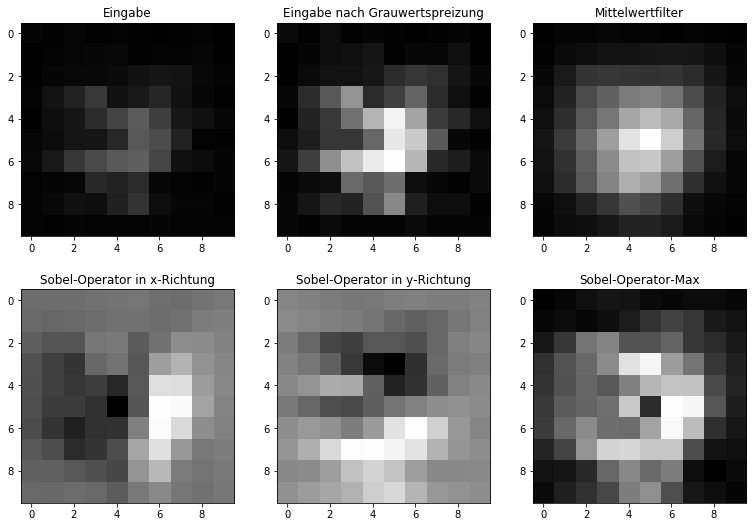 Eingabe
Eingabe nach Grauwertspreizung
Mittelwertfilter
0
2
4
6
8
0 2 4 6 8
0
2
4
6
8
0 2 4 6 8
0
2
4
6
8
0 2 4 6 8
Sobel-Operator in x-Richtung
Sobel-Operator in y-Richtung
Sobel-Operator-Max
0
2
4
6
8
0 2 4 6 8
0
2
4
6
8
0 2 4 6 8
0
2
4
6
8
0 2 4 6 8